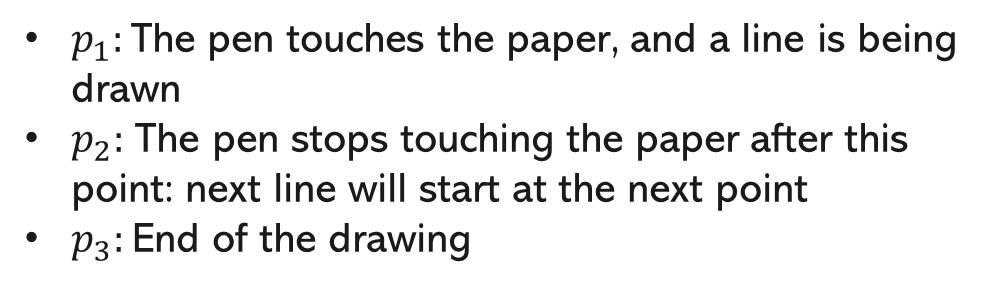 • p₁: The pen touches the paper, and a line is being
drawn
• p₂: The pen stops touching the paper after this
point: next line will start at the next point
• p₃: End of the drawing